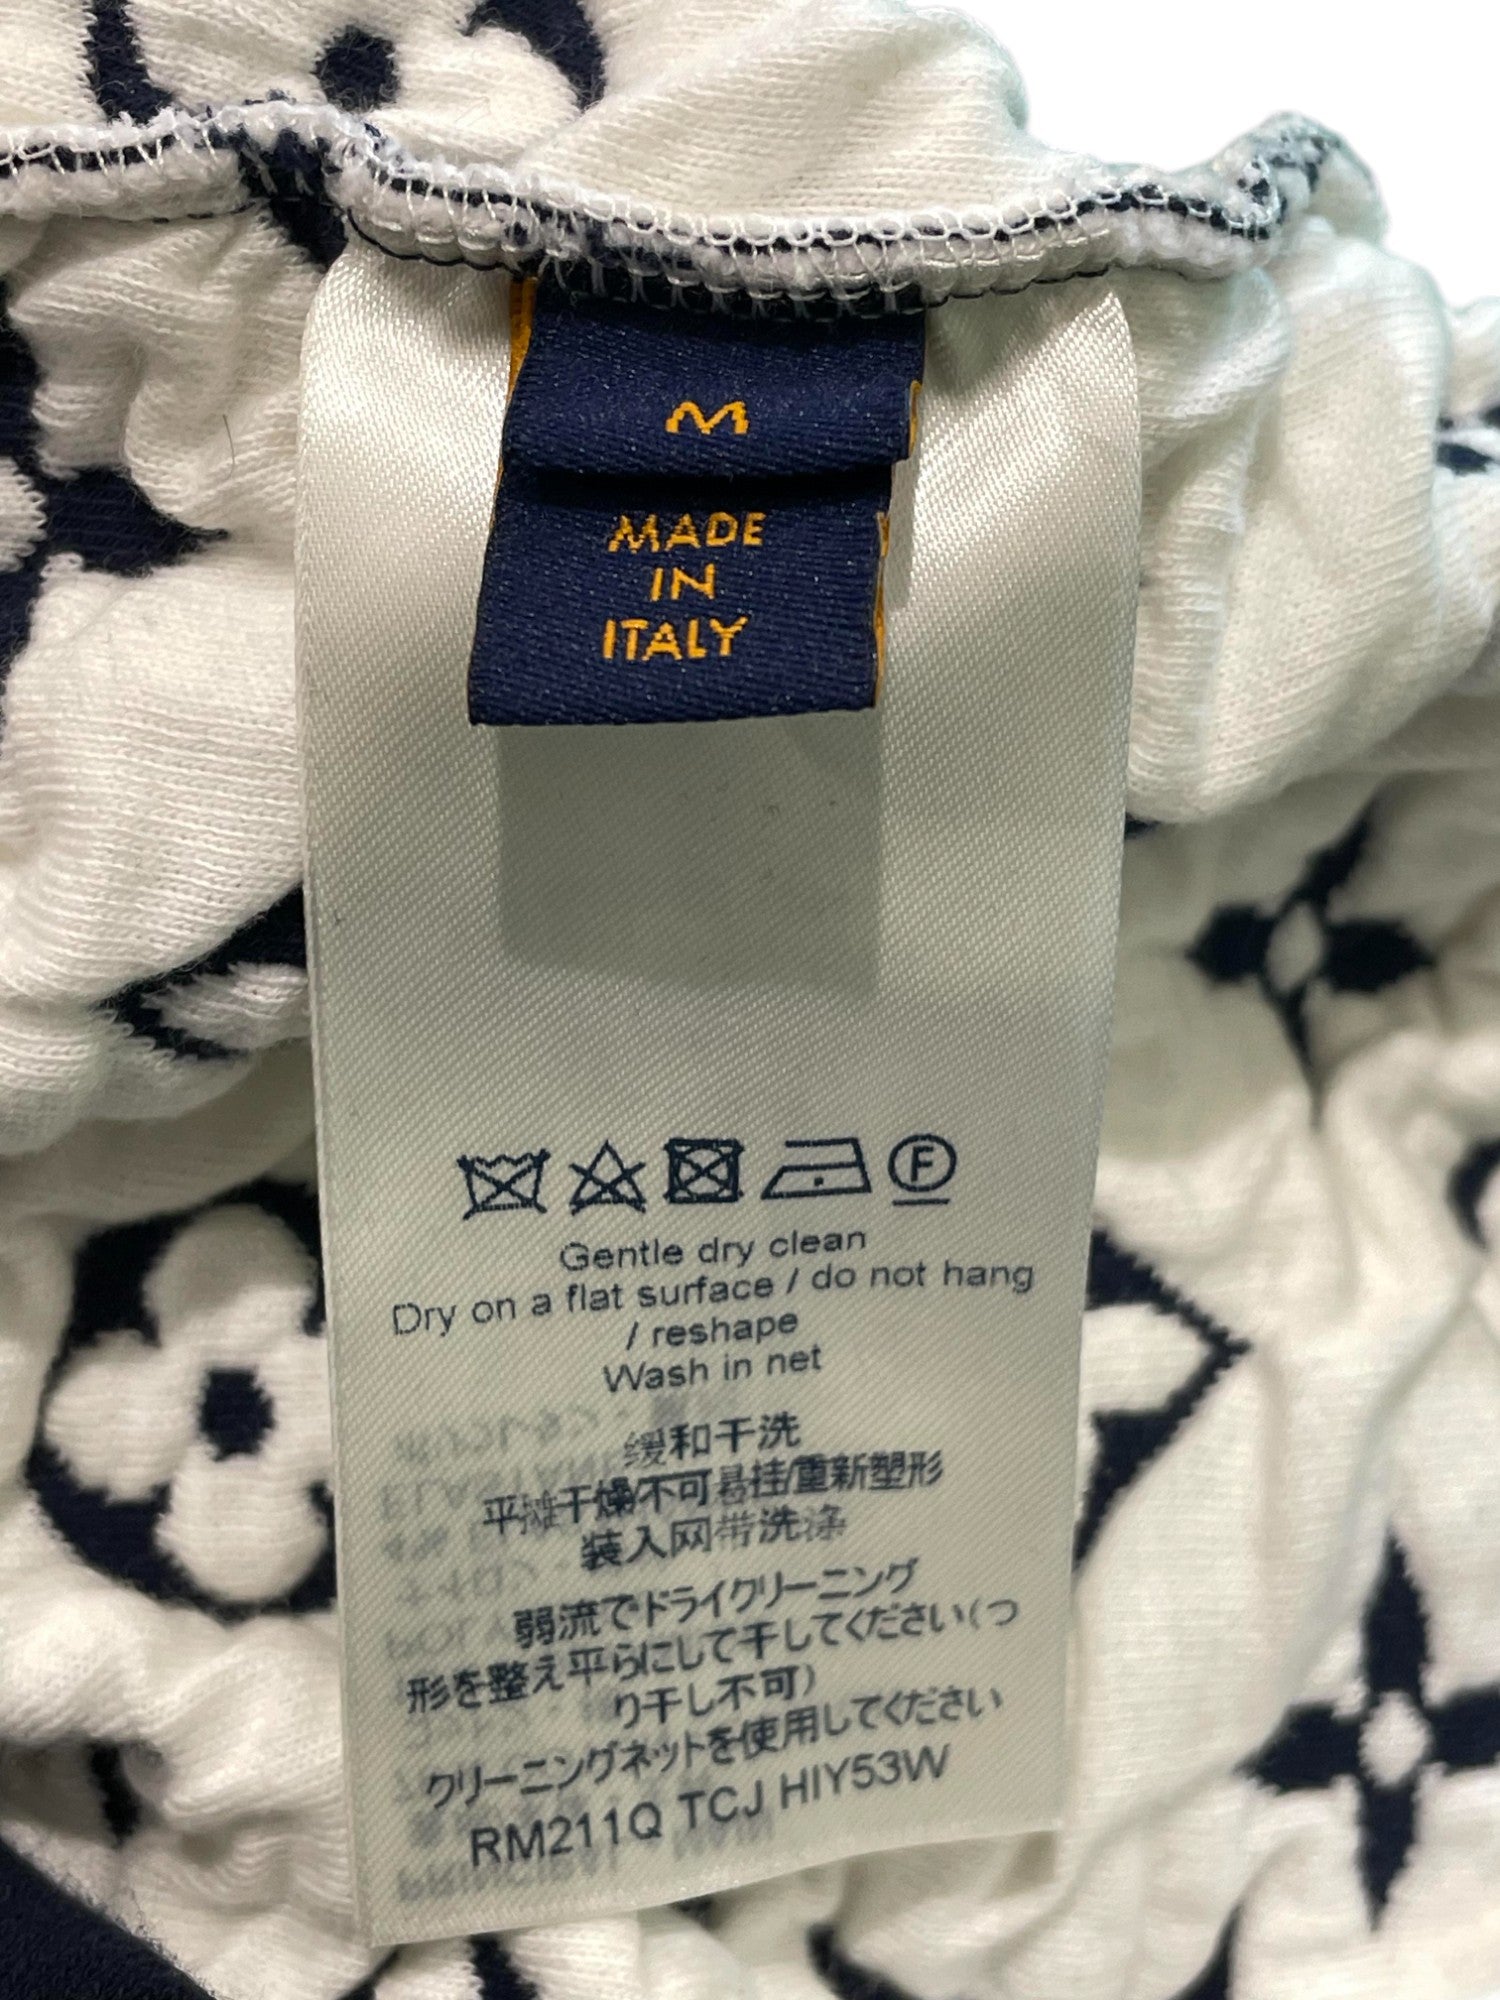 M
MADE
IN
ITALY
F
Gentle dry clean
Dry on a flat surface / do not hang
/ reshape
Wash in net
缓和干洗
平摊干燥/不可悬挂/重新塑形
装入网带洗涤
弱流でドライクリーニング
形を整え平らにして干してください(つ
り干し不可)
クリーニングネットを使用してください
RM211Q TCJ HIY53W